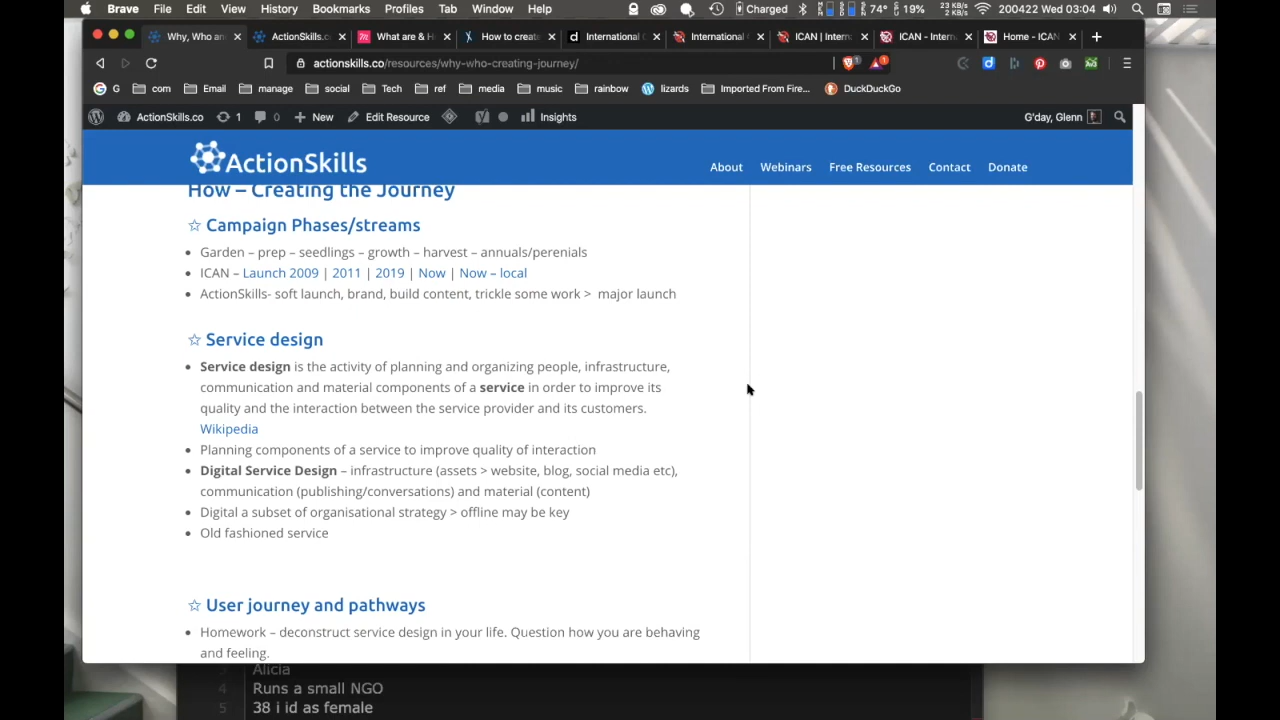 Brave File Edit View History Bookmarks Profiles Tab Window Help Charged 74° 19% 23 KB/s 2 KB/s 200422 Wed 03:04
Why, Who an ActionSkills.c What are & H How to creat International International ICAN | Intern ICAN - Intern Home - ICAN
actionskills.co/resources/why-who-creating-journey/
G com Email manage social Tech ref media music rainbow lizards Imported From Fire... DuckDuckGo
ActionSkills.co 1 0 New Edit Resource Insights G'day, Glenn
ActionSkills About Webinars Free Resources Contact Donate
How – Creating the Journey
☆ Campaign Phases/streams
• Garden – prep – seedlings – growth – harvest – annuals/perenials
• ICAN – Launch 2009 | 2011 | 2019 | Now | Now – local
• ActionSkills- soft launch, brand, build content, trickle some work > major launch
☆ Service design
• Service design is the activity of planning and organizing people, infrastructure,
communication and material components of a service in order to improve its
quality and the interaction between the service provider and its customers.
Wikipedia
• Planning components of a service to improve quality of interaction
• Digital Service Design – infrastructure (assets > website, blog, social media etc),
communication (publishing/conversations) and material (content)
• Digital a subset of organisational strategy > offline may be key
• Old fashioned service
☆ User journey and pathways
• Homework – deconstruct service design in your life. Question how you are behaving
and feeling.
3 Alicia
4 Runs a small NGO
5 38 i id as female